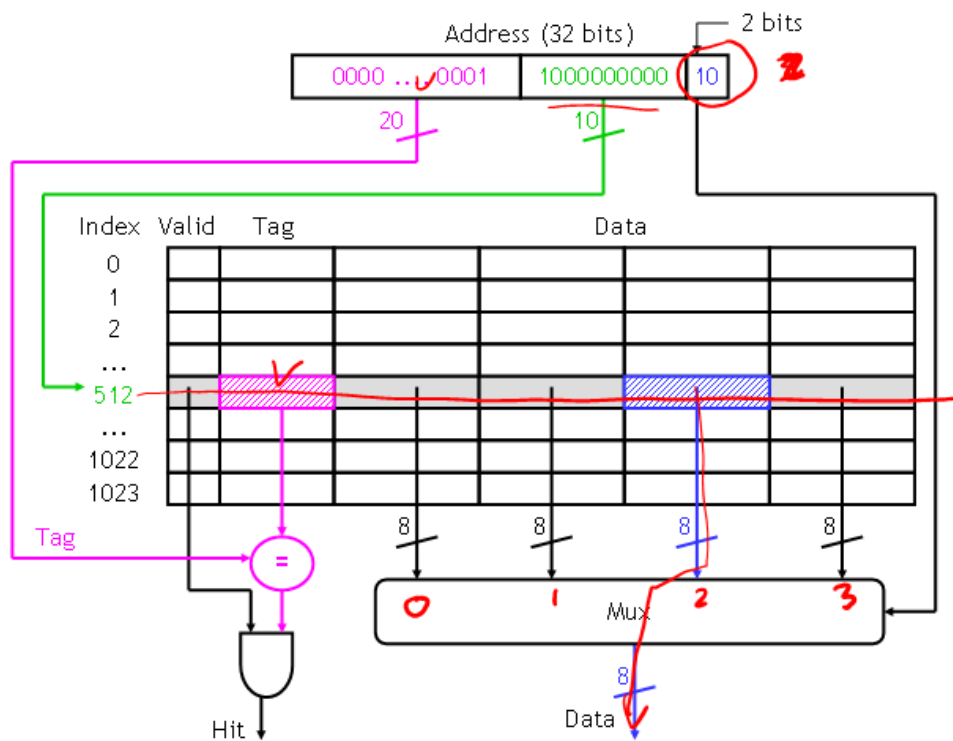 2 bits
Address (32 bits)
0000 ....0001 1000000000 10 2
20 10
Index Valid Tag Data
0
1
2
...
512
...
1022
1023
8 8 8 8
Tag
=
0 1 2 3
Mux
8
Hit Data